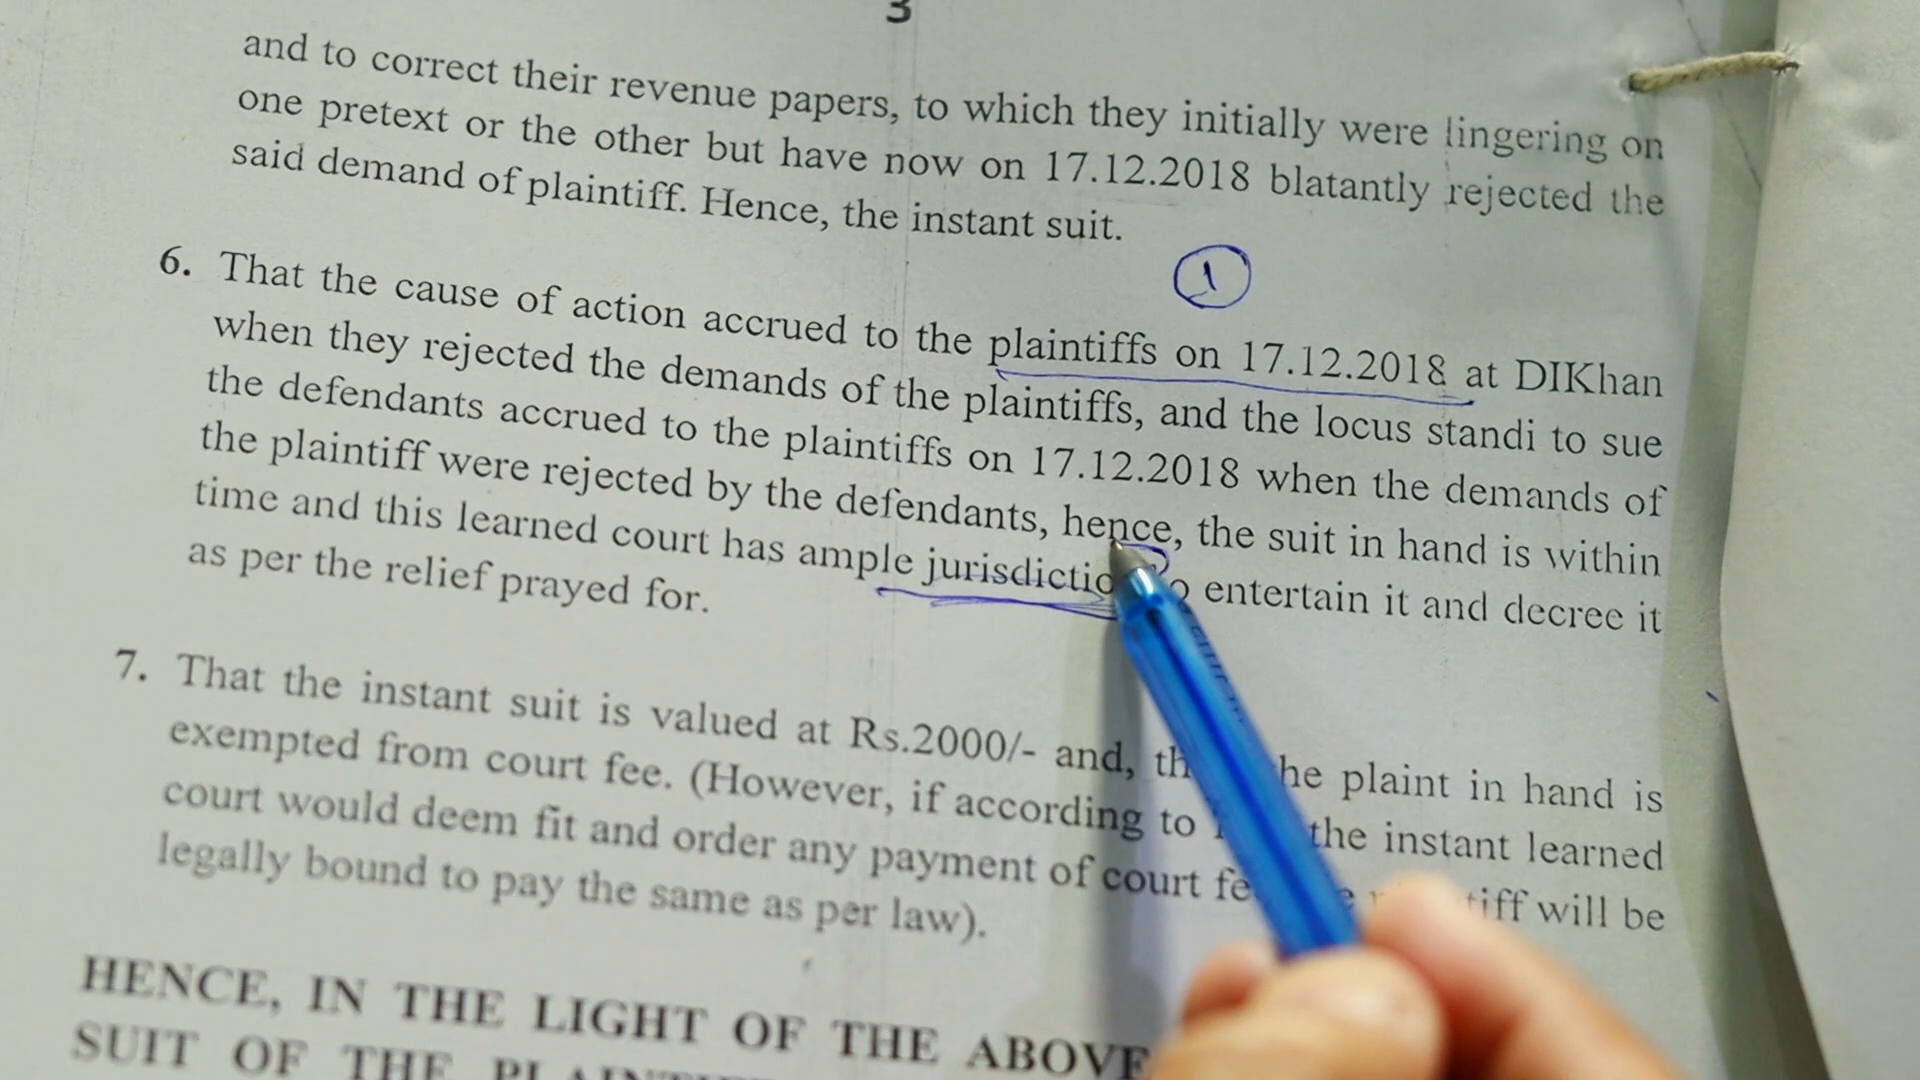 3
and to correct their revenue papers, to which they initially were lingering on
one pretext or the other but have now on 17.12.2018 blatantly rejected the
said demand of plaintiff. Hence, the instant suit.
1
6. That the cause of action accrued to the plaintiffs on 17.12.2018 at DIKhan
when they rejected the demands of the plaintiffs, and the locus standi to sue
the defendants accrued to the plaintiffs on 17.12.2018 when the demands of
the plaintiff were rejected by the defendants, hence, the suit in hand is within
time and this learned court has ample jurisdictio o entertain it and decree it
as per the relief prayed for.
7. That the instant suit is valued at Rs.2000/- and, th he plaint in hand is
exempted from court fee. (However, if according to the instant learned
court would deem fit and order any payment of court fe tiff will be
legally bound to pay the same as per law).
HENCE, IN THE LIGHT OF THE ABOVE
SUIT OF THE